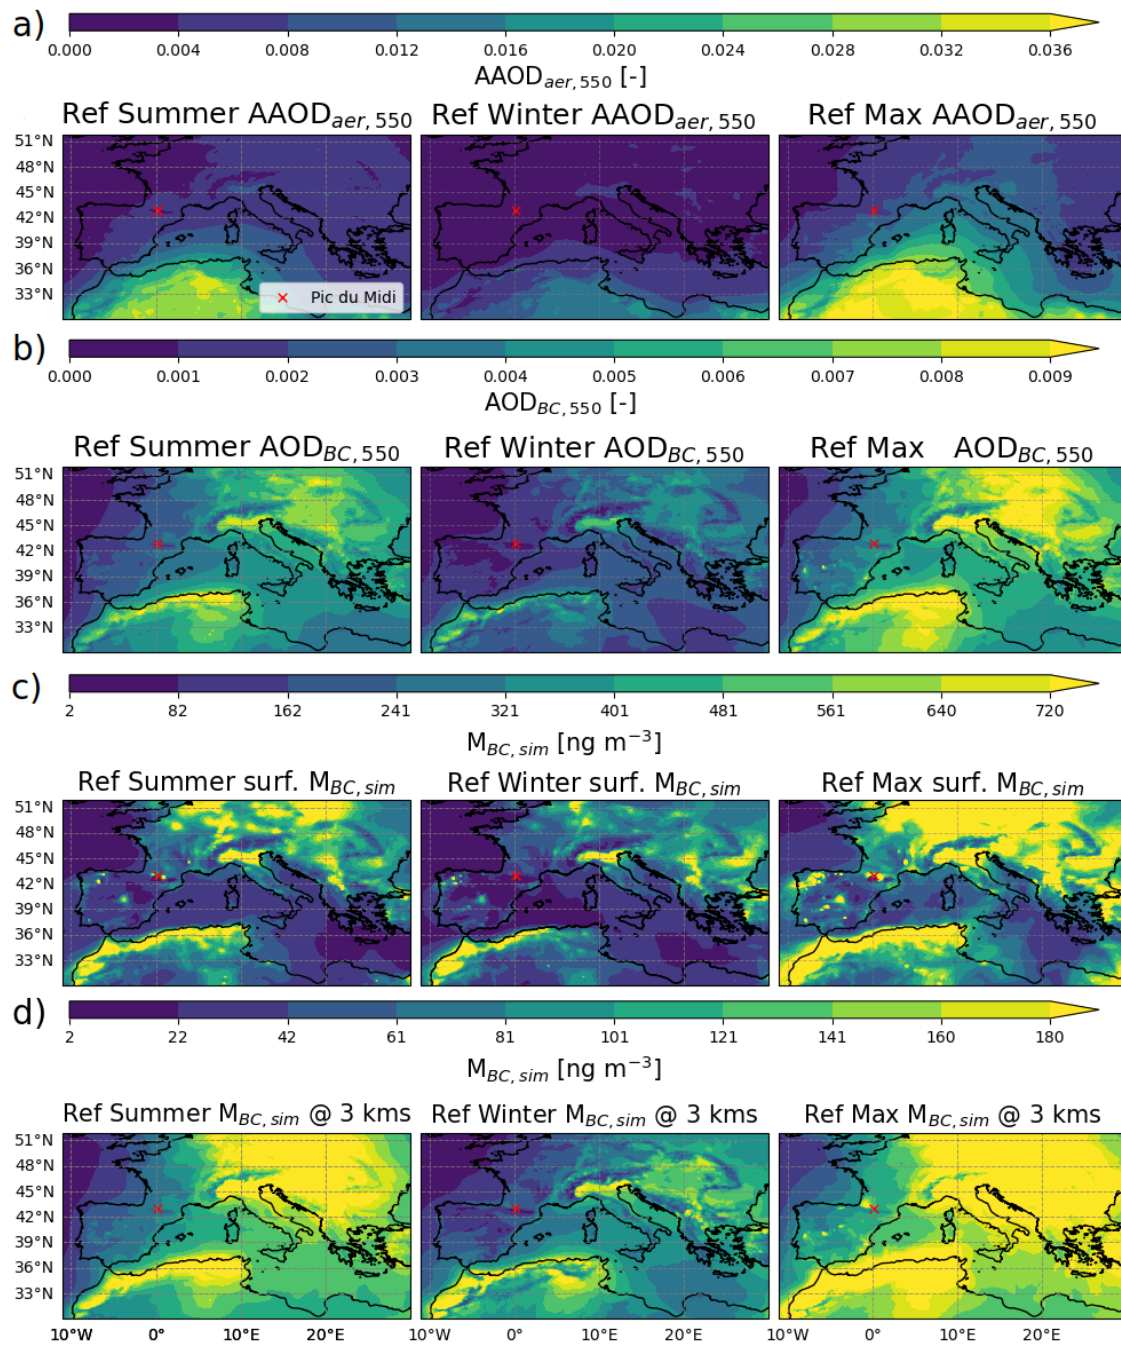 a)
0.000 0.004 0.008 0.012 0.016 0.020 0.024 0.028 0.032 0.036
AAOD_aer, 550 [-]
Ref Summer AAOD_aer, 550 Ref Winter AAOD_aer, 550 Ref Max AAOD_aer, 550
51°N
48°N
45°N
42°N
39°N
36°N
33°N
Pic du Midi
b)
0.000 0.001 0.002 0.003 0.004 0.005 0.006 0.007 0.008 0.009
AOD_BC, 550 [-]
Ref Summer AOD_BC, 550 Ref Winter AOD_BC, 550 Ref Max AOD_BC, 550
51°N
48°N
45°N
42°N
39°N
36°N
33°N
c)
2 82 162 241 321 401 481 561 640 720
M_BC, sim [ng m⁻³]
Ref Summer surf. M_BC, sim Ref Winter surf. M_BC, sim Ref Max surf. M_BC, sim
51°N
48°N
45°N
42°N
39°N
36°N
33°N
d)
2 22 42 61 81 101 121 141 160 180
M_BC, sim [ng m⁻³]
Ref Summer M_BC, sim @ 3 kms Ref Winter M_BC, sim @ 3 kms Ref Max M_BC, sim @ 3 kms
51°N
48°N
45°N
42°N
39°N
36°N
33°N
10°W 0° 10°E 20°E 10°W 0° 10°E 20°E 10°W 0° 10°E 20°E